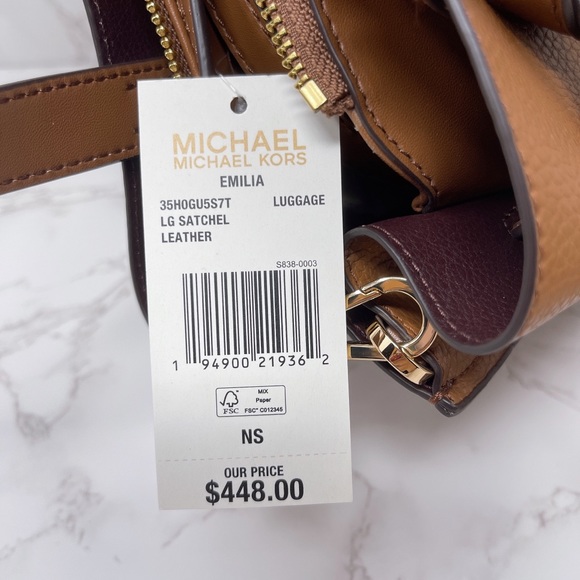 MICHAEL
MICHAEL KORS
EMILIA
35H0GU5S7T LUGGAGE
LG SATCHEL
LEATHER
S838-0003
1 94900 21936 2
FSC MIX
Paper
FSC® C012345
NS
OUR PRICE
$448.00